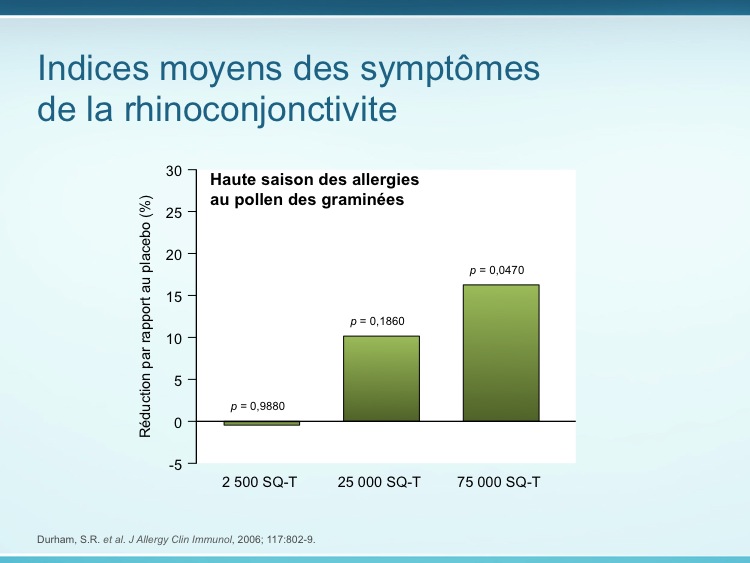 Indices moyens des symptômes
de la rhinoconjonctivite
Haute saison des allergies
au pollen des graminées
Réduction par rapport au placebo (%)
30
25
20
15
10
5
0
-5
p = 0,9880
p = 0,1860
p = 0,0470
2 500 SQ-T
25 000 SQ-T
75 000 SQ-T
Durham, S.R. et al. J Allergy Clin Immunol, 2006; 117:802-9.